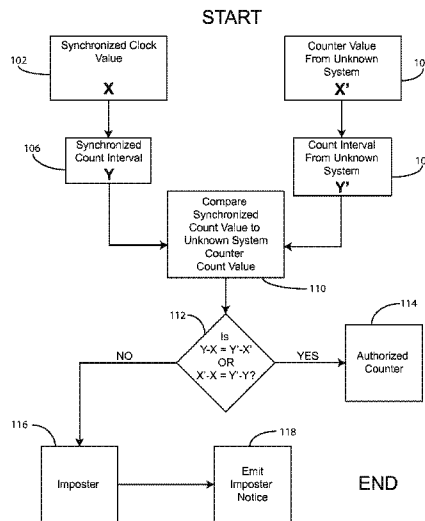 START
Synchronized Clock
Value
X
102
Counter Value
From Unknown
System
X'
10
106
Synchronized
Count Interval
Y
Count Interval
From Unknown
System
Y'
10
Compare
Synchronized
Count Value to
Unknown System
Counter
Count Value
110
112
Is
Y-X = Y'-X'
OR
X'-X = Y'-Y?
NO
YES
114
Authorized
Counter
116
Imposter
118
Emit
Imposter
Notice
END